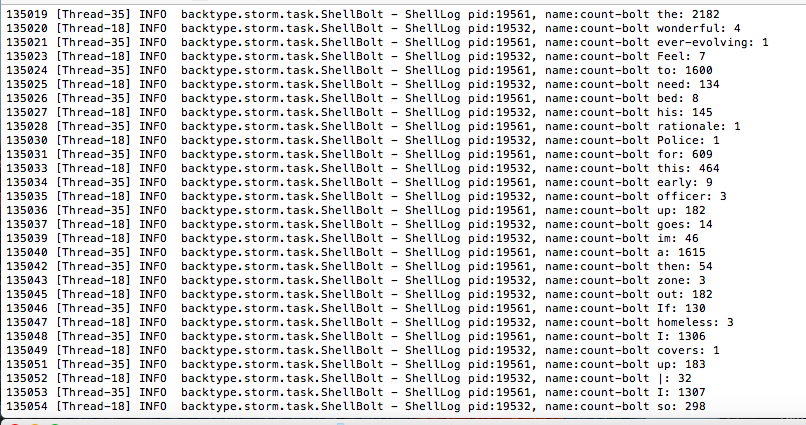 135019 [Thread-35] INFO  backtype.storm.task.ShellBolt - ShellLog pid:19561, name:count-bolt the: 2182
135020 [Thread-18] INFO  backtype.storm.task.ShellBolt - ShellLog pid:19532, name:count-bolt wonderful: 4
135021 [Thread-35] INFO  backtype.storm.task.ShellBolt - ShellLog pid:19561, name:count-bolt ever-evolving: 1
135023 [Thread-18] INFO  backtype.storm.task.ShellBolt - ShellLog pid:19532, name:count-bolt Feel: 7
135024 [Thread-35] INFO  backtype.storm.task.ShellBolt - ShellLog pid:19561, name:count-bolt to: 1600
135025 [Thread-18] INFO  backtype.storm.task.ShellBolt - ShellLog pid:19532, name:count-bolt need: 134
135026 [Thread-35] INFO  backtype.storm.task.ShellBolt - ShellLog pid:19561, name:count-bolt bed: 8
135027 [Thread-18] INFO  backtype.storm.task.ShellBolt - ShellLog pid:19532, name:count-bolt his: 145
135028 [Thread-35] INFO  backtype.storm.task.ShellBolt - ShellLog pid:19561, name:count-bolt rationale: 1
135030 [Thread-18] INFO  backtype.storm.task.ShellBolt - ShellLog pid:19532, name:count-bolt Police: 1
135031 [Thread-35] INFO  backtype.storm.task.ShellBolt - ShellLog pid:19561, name:count-bolt for: 609
135033 [Thread-18] INFO  backtype.storm.task.ShellBolt - ShellLog pid:19532, name:count-bolt this: 464
135034 [Thread-35] INFO  backtype.storm.task.ShellBolt - ShellLog pid:19561, name:count-bolt early: 9
135035 [Thread-18] INFO  backtype.storm.task.ShellBolt - ShellLog pid:19532, name:count-bolt officer: 3
135036 [Thread-35] INFO  backtype.storm.task.ShellBolt - ShellLog pid:19561, name:count-bolt up: 182
135037 [Thread-18] INFO  backtype.storm.task.ShellBolt - ShellLog pid:19532, name:count-bolt goes: 14
135039 [Thread-18] INFO  backtype.storm.task.ShellBolt - ShellLog pid:19532, name:count-bolt im: 46
135040 [Thread-35] INFO  backtype.storm.task.ShellBolt - ShellLog pid:19561, name:count-bolt a: 1615
135042 [Thread-35] INFO  backtype.storm.task.ShellBolt - ShellLog pid:19561, name:count-bolt then: 54
135043 [Thread-18] INFO  backtype.storm.task.ShellBolt - ShellLog pid:19532, name:count-bolt zone: 3
135045 [Thread-18] INFO  backtype.storm.task.ShellBolt - ShellLog pid:19532, name:count-bolt out: 182
135046 [Thread-35] INFO  backtype.storm.task.ShellBolt - ShellLog pid:19561, name:count-bolt If: 130
135047 [Thread-18] INFO  backtype.storm.task.ShellBolt - ShellLog pid:19532, name:count-bolt homeless: 3
135048 [Thread-35] INFO  backtype.storm.task.ShellBolt - ShellLog pid:19561, name:count-bolt I: 1306
135049 [Thread-18] INFO  backtype.storm.task.ShellBolt - ShellLog pid:19532, name:count-bolt covers: 1
135051 [Thread-35] INFO  backtype.storm.task.ShellBolt - ShellLog pid:19561, name:count-bolt up: 183
135052 [Thread-18] INFO  backtype.storm.task.ShellBolt - ShellLog pid:19532, name:count-bolt |: 32
135053 [Thread-35] INFO  backtype.storm.task.ShellBolt - ShellLog pid:19561, name:count-bolt I: 1307
135054 [Thread-18] INFO  backtype.storm.task.ShellBolt - ShellLog pid:19532, name:count-bolt so: 298